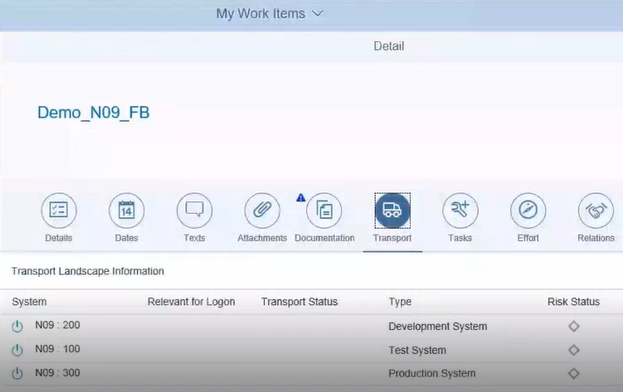 My Work Items
Detail
Demo_N09_FB
14
Details Dates Texts Attachments Documentation Transport Tasks Effort Relations
Transport Landscape Information
System Relevant for Logon Transport Status Type Risk Status
N09 : 200 Development System
N09 : 100 Test System
N09 : 300 Production System